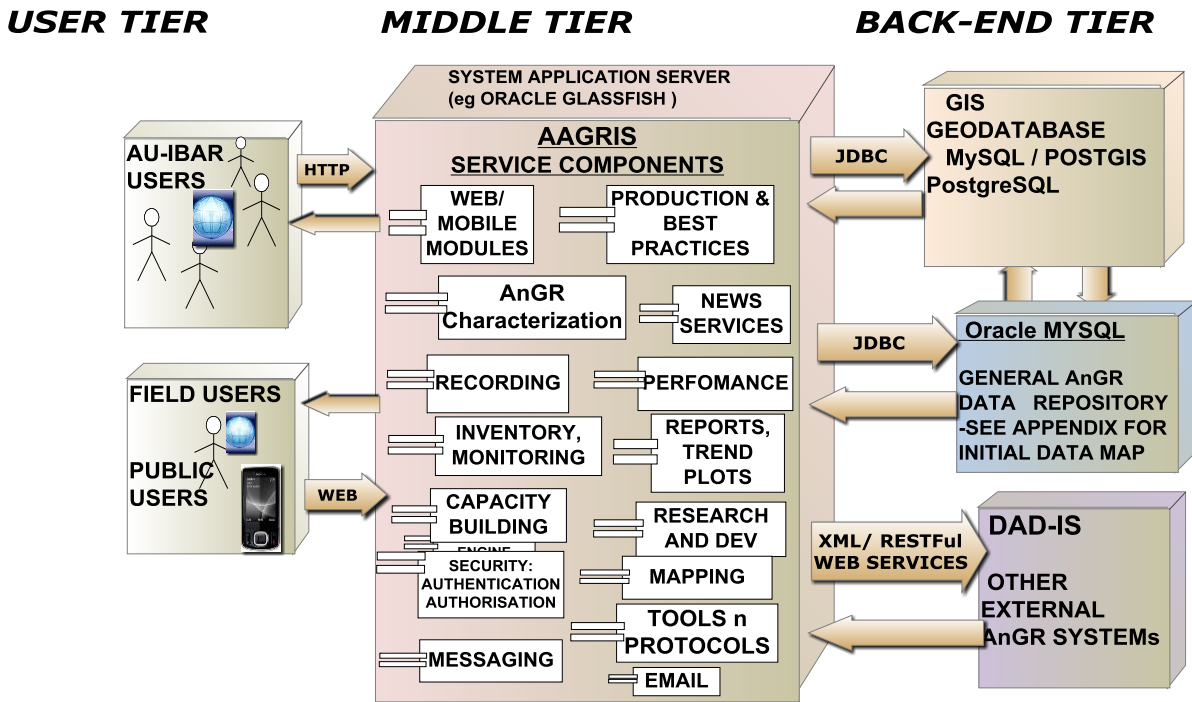 USER TIER
MIDDLE TIER
BACK-END TIER
SYSTEM APPLICATION SERVER
(eg ORACLE GLASSFISH )
AAGRIS
SERVICE COMPONENTS
AU-IBAR
USERS
HTTP
FIELD USERS
PUBLIC
USERS
WEB
WEB/
MOBILE
MODULES
PRODUCTION &
BEST
PRACTICES
AnGR
Characterization
NEWS
SERVICES
RECORDING
PERFOMANCE
INVENTORY,
MONITORING
REPORTS,
TREND
PLOTS
CAPACITY
BUILDING
RESEARCH
AND DEV
ENGINE
SECURITY:
AUTHENTICATION
AUTHORISATION
MAPPING
TOOLS n
PROTOCOLS
MESSAGING
EMAIL
JDBC
GIS
GEODATABASE
MySQL / POSTGIS
PostgreSQL
JDBC
Oracle MYSQL
GENERAL AnGR
DATA REPOSITORY
-SEE APPENDIX FOR
INITIAL DATA MAP
XML/ RESTFul
WEB SERVICES
DAD-IS
OTHER
EXTERNAL
AnGR SYSTEMs